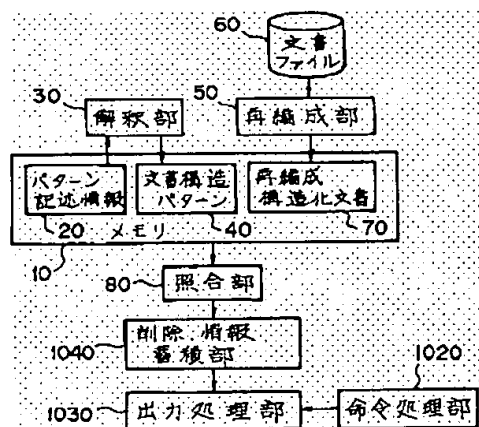 60
文書
ファイル
30
50
解釈部
再編成部
パターン
記述情報
文書構造
パターン
再編成
構造化文書
20
メモリ
40
70
10
80
照合部
1040
削除情報
蓄積部
1020
1030
出力処理部
命令処理部